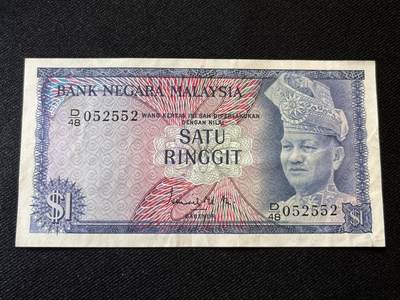 BANK NEGARA MALAYSIA
D/48 052552
WANG KERTAS INI SAH DIPERLAKUKAN
DENGAN NILAI
SATU
RINGGIT
GABENOR
D/48 052552
$1
$1